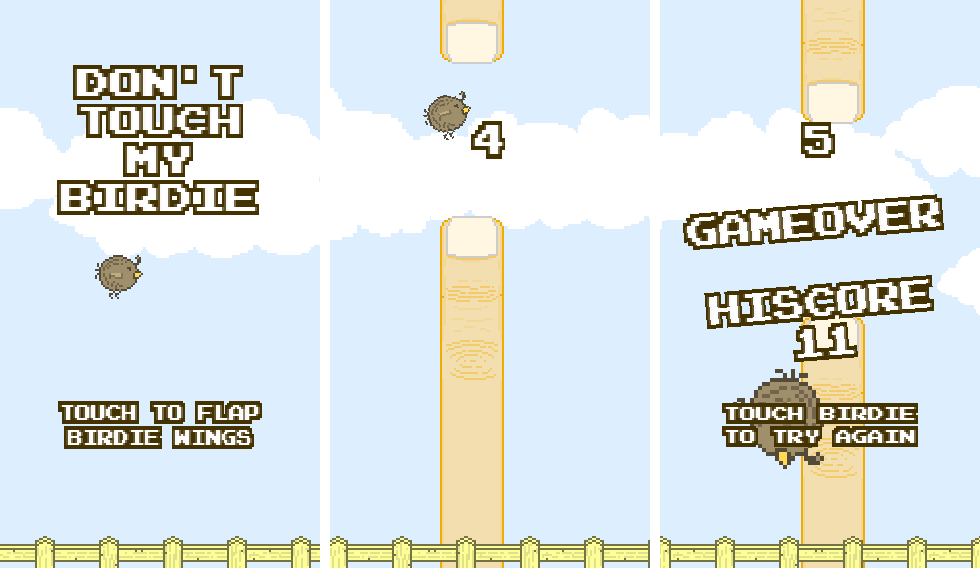 DON'T
TOUCH
MY
BIRDIE
TOUCH TO FLAP
BIRDIE WINGS
4
5
GAMEOVER
HISCORE
11
TOUCH BIRDIE
TO TRY AGAIN